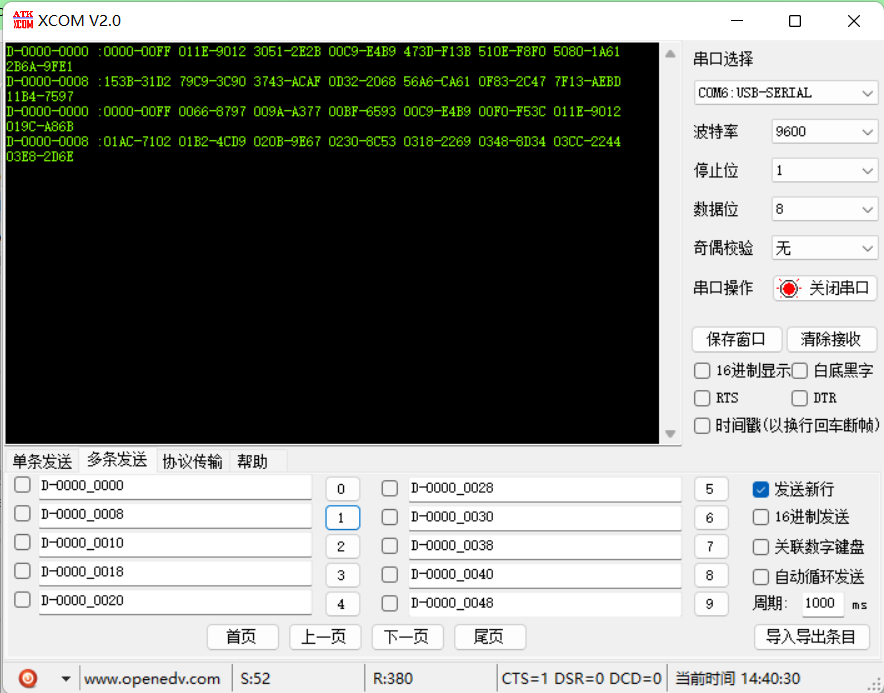 XCOM V2.0
D-0000-0000 :0000-00FF 011E-9012 3051-2E2B 00C9-E4B9 473D-F13B 510E-F8F0 5080-1A61
2B6A-9FE1
D-0000-0008 :153B-31D2 79C9-3C90 3743-ACAF 0D32-2068 56A6-CA61 0F83-2C47 7F13-AEBD
11B4-7597
D-0000-0000 :0000-00FF 0066-8797 009A-A377 00BF-6593 00C9-E4B9 00F0-F53C 011E-9012
019C-A86B
D-0000-0008 :01AC-7102 01B2-4CD9 020B-9E67 0230-8C53 0318-2269 0348-8D34 03CC-2244
03E8-2D6E
串口选择
COM6:USB-SERIAL
波特率 9600
停止位 1
数据位 8
奇偶校验 无
串口操作 关闭串口
保存窗口 清除接收
16进制显示 白底黑字
RTS DTR
时间戳(以换行回车断帧)
单条发送 多条发送 协议传输 帮助
D-0000_0000 0 D-0000_0028 5 发送新行
D-0000_0008 1 D-0000_0030 6 16进制发送
D-0000_0010 2 D-0000_0038 7 关联数字键盘
D-0000_0018 3 D-0000_0040 8 自动循环发送
D-0000_0020 4 D-0000_0048 9 周期: 1000 ms
首页 上一页 下一页 尾页 导入导出条目
www.openedv.com S:52 R:380 CTS=1 DSR=0 DCD=0 当前时间 14:40:30